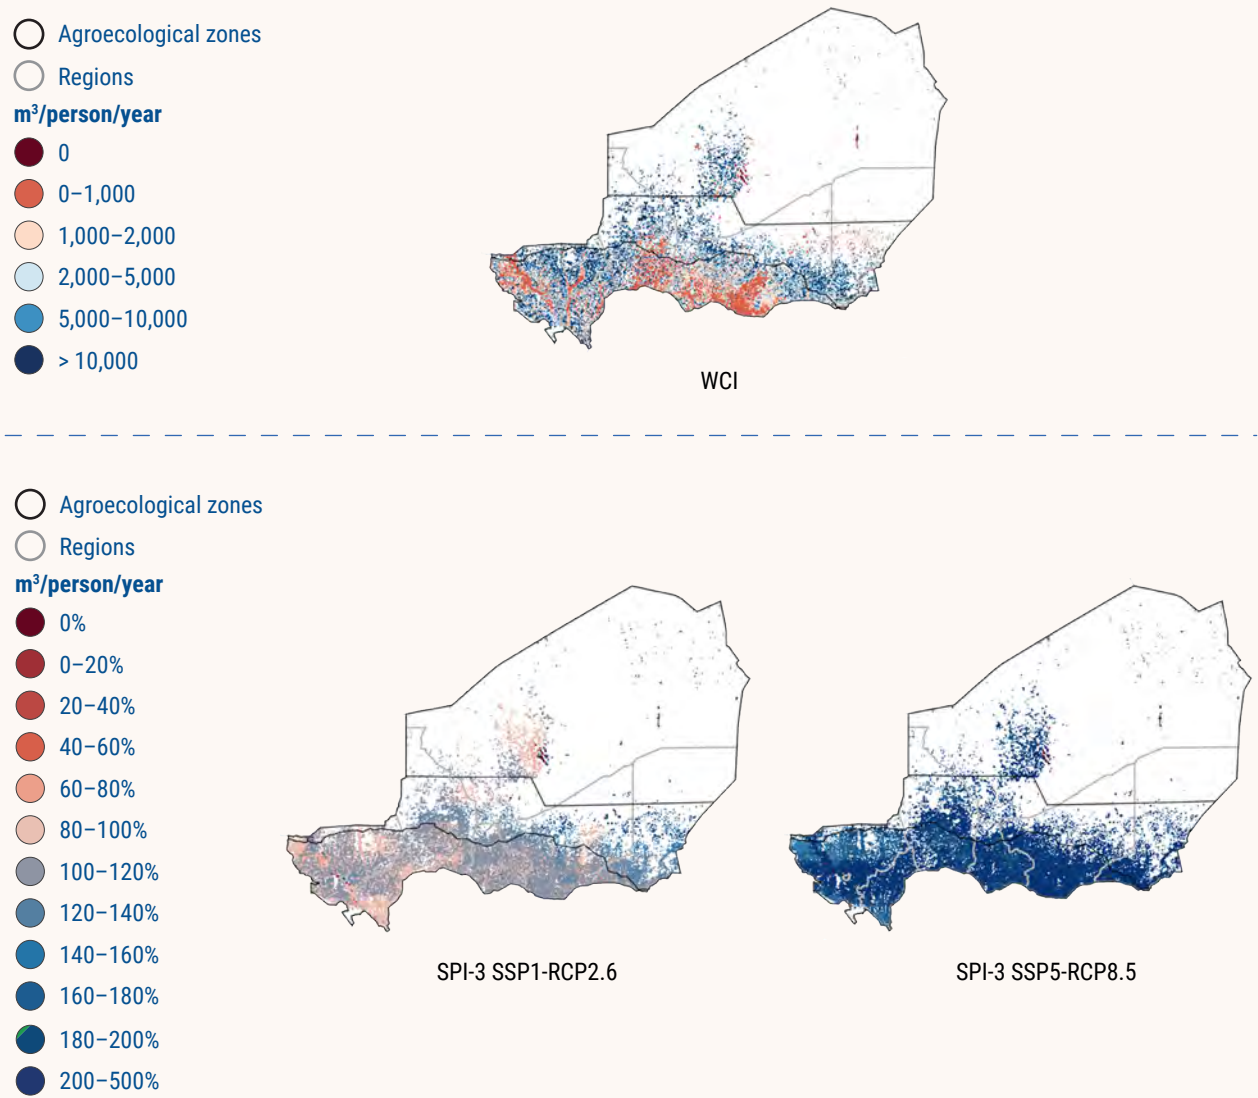 Agroecological zones
Regions
m³/person/year
0
0–1,000
1,000–2,000
2,000–5,000
5,000–10,000
> 10,000
WCI
Agroecological zones
Regions
m³/person/year
0%
0–20%
20–40%
40–60%
60–80%
80–100%
100–120%
120–140%
140–160%
160–180%
180–200%
200–500%
SPI-3 SSP1-RCP2.6
SPI-3 SSP5-RCP8.5